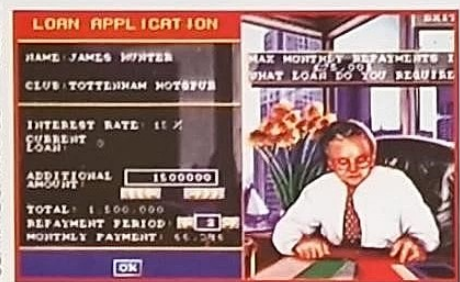 LOAN APPLICATION
EXIT
NAME: JAMES HUNTER
CLUB: TOTTENHAM HOTSPUR
MAX MONTHLY REPAYMENTS
WHAT LOAN DO YOU REQUIRE
INTEREST RATE: 15%
CURRENT
LOAN: 0
ADDITIONAL
AMOUNT: 1500000
TOTAL: 1.500.000
REPAYMENT PERIOD:
MONTHLY PAYMENT:
OK